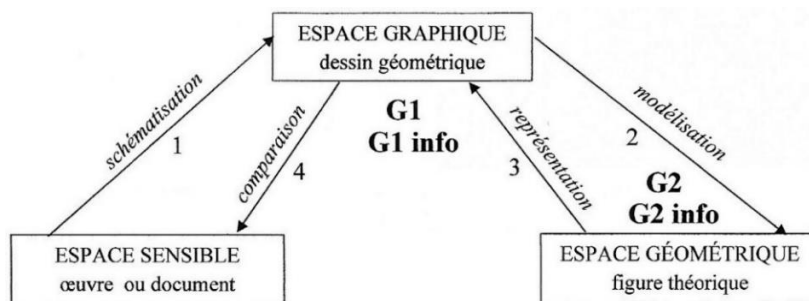 ESPACE GRAPHIQUE
dessin géométrique
schématisation
1
comparaison
4
G1
G1 info
représentation
3
modélisation
2
G2
G2 info
ESPACE SENSIBLE
œuvre ou document
ESPACE GÉOMÉTRIQUE
figure théorique